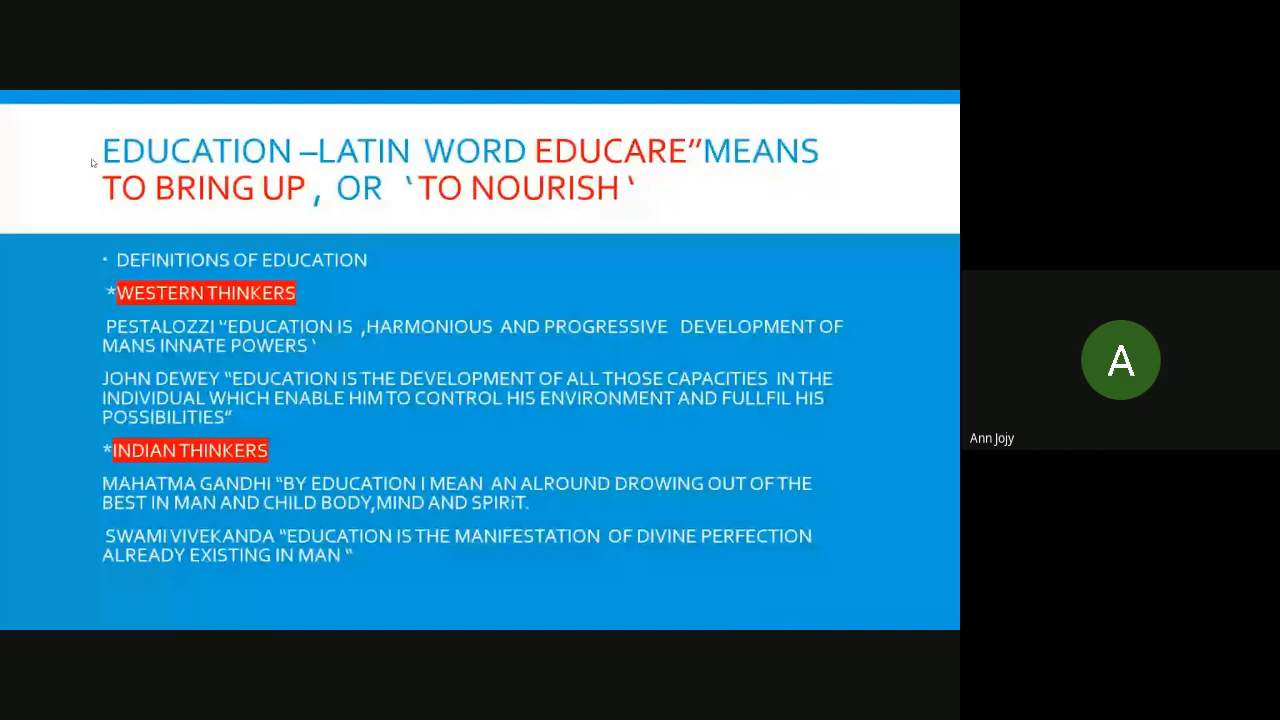 EDUCATION –LATIN WORD EDUCARE”MEANS
TO BRING UP , OR ‘ TO NOURISH ‘
• DEFINITIONS OF EDUCATION
*WESTERN THINKERS
PESTALOZZI “EDUCATION IS ,HARMONIOUS AND PROGRESSIVE DEVELOPMENT OF
MANS INNATE POWERS ‘
JOHN DEWEY “EDUCATION IS THE DEVELOPMENT OF ALL THOSE CAPACITIES IN THE
INDIVIDUAL WHICH ENABLE HIM TO CONTROL HIS ENVIRONMENT AND FULLFIL HIS
POSSIBILITIES“
*INDIAN THINKERS
MAHATMA GANDHI “BY EDUCATION I MEAN AN ALROUND DROWING OUT OF THE
BEST IN MAN AND CHILD BODY,MIND AND SPIRiT.
SWAMI VIVEKANDA “EDUCATION IS THE MANIFESTATION OF DIVINE PERFECTION
ALREADY EXISTING IN MAN “
A
Ann Jojy